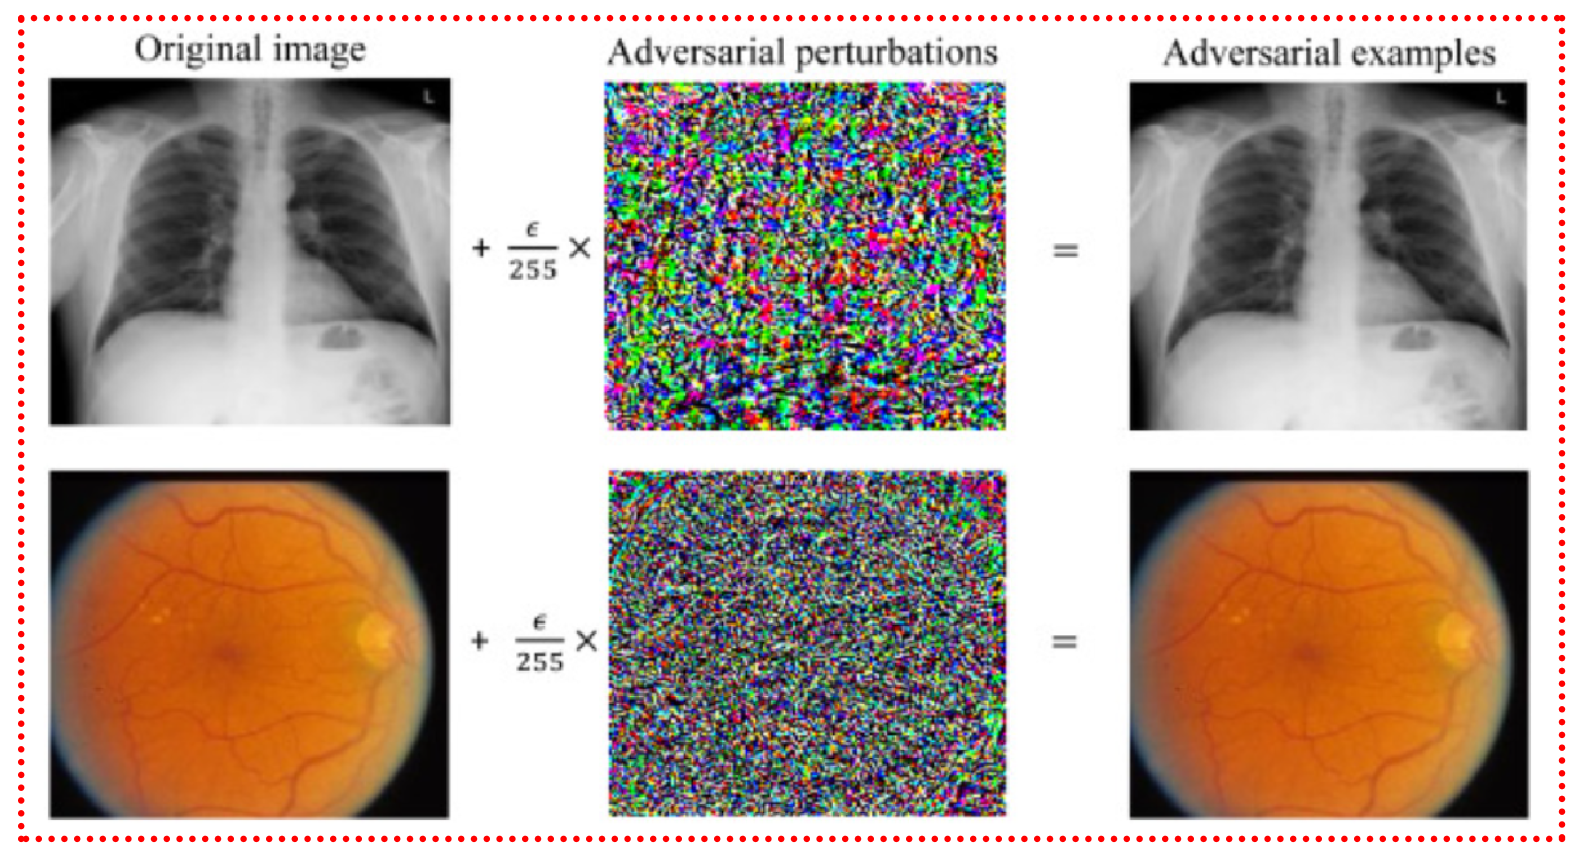 Original image
Adversarial perturbations
Adversarial examples
L
+ ϵ/255 ×
=
L
+ ϵ/255 ×
=